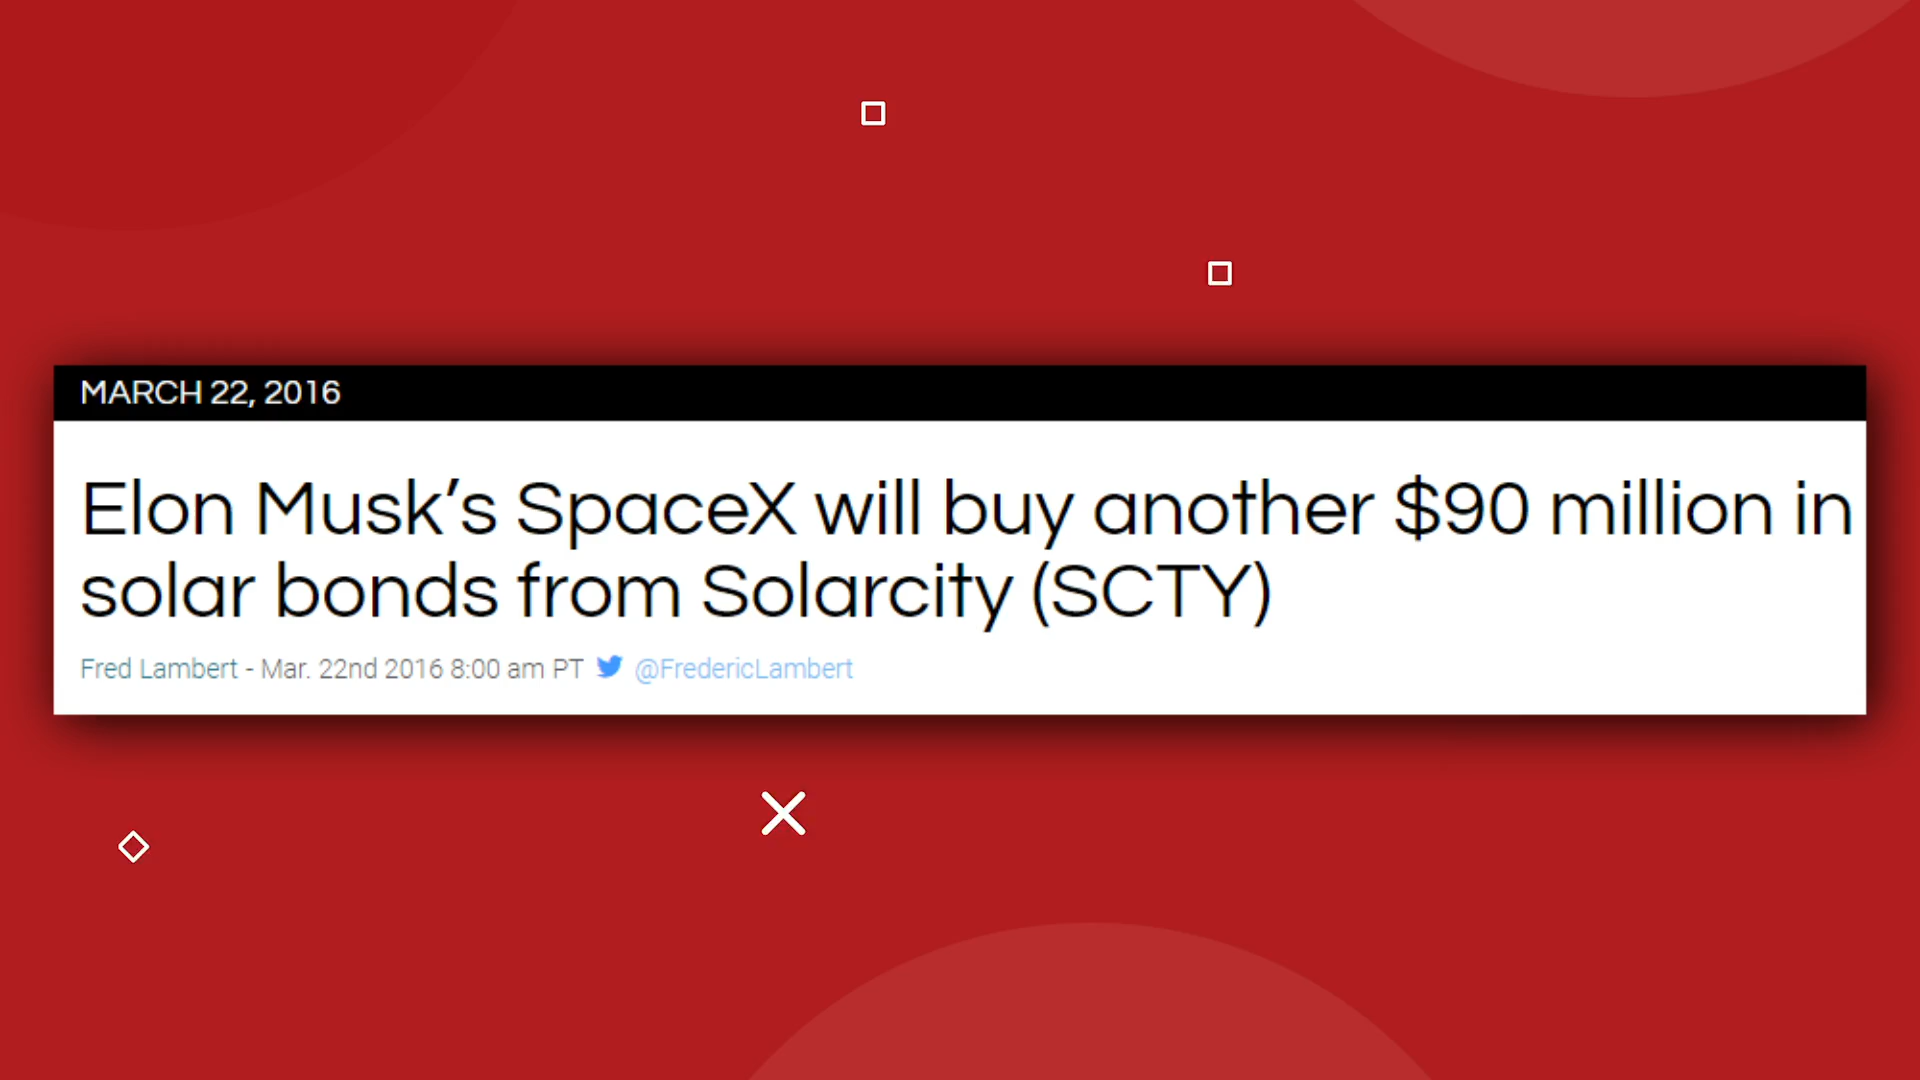 MARCH 22, 2016
Elon Musk’s SpaceX will buy another $90 million in
solar bonds from Solarcity (SCTY)
Fred Lambert - Mar. 22nd 2016 8:00 am PT @FredericLambert